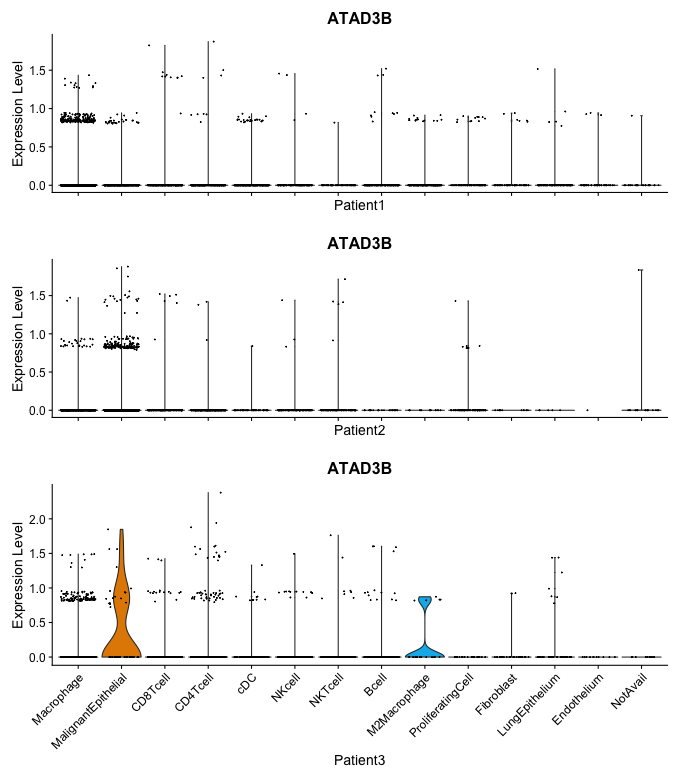 ATAD3B
Expression Level
1.5
1.0
0.5
0.0
Patient1
ATAD3B
Expression Level
1.5
1.0
0.5
0.0
Patient2
ATAD3B
Expression Level
2.0
1.5
1.0
0.5
0.0
Macrophage
MalignantEpithelial
CD8Tcell
CD4Tcell
cDC
NKcell
NKTcell
Bcell
M2Macrophage
ProliferatingCell
Fibroblast
LungEpithelium
Endothelium
NotAvail
Patient3